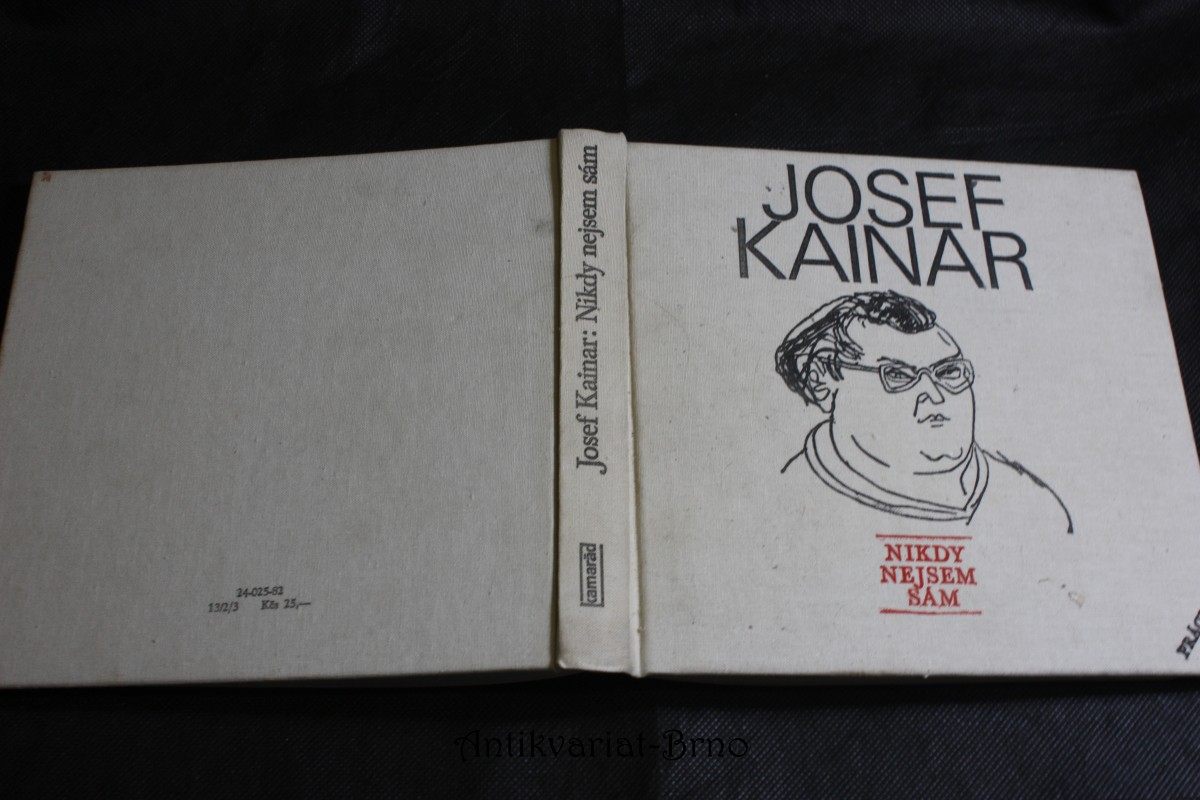 JOSEF
KAINAR
NIKDY
NEJSEM
SÁM
Josef Kainar: Nikdy nejsem sám
kamarád
24-025-82
13/2/3 Kčs 25,—
Antikvariat-Brno